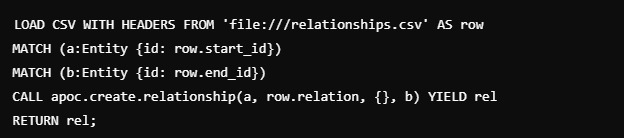 LOAD CSV WITH HEADERS FROM 'file:///relationships.csv' AS row
MATCH (a:Entity {id: row.start_id})
MATCH (b:Entity {id: row.end_id})
CALL apoc.create.relationship(a, row.relation, {}, b) YIELD rel
RETURN rel;